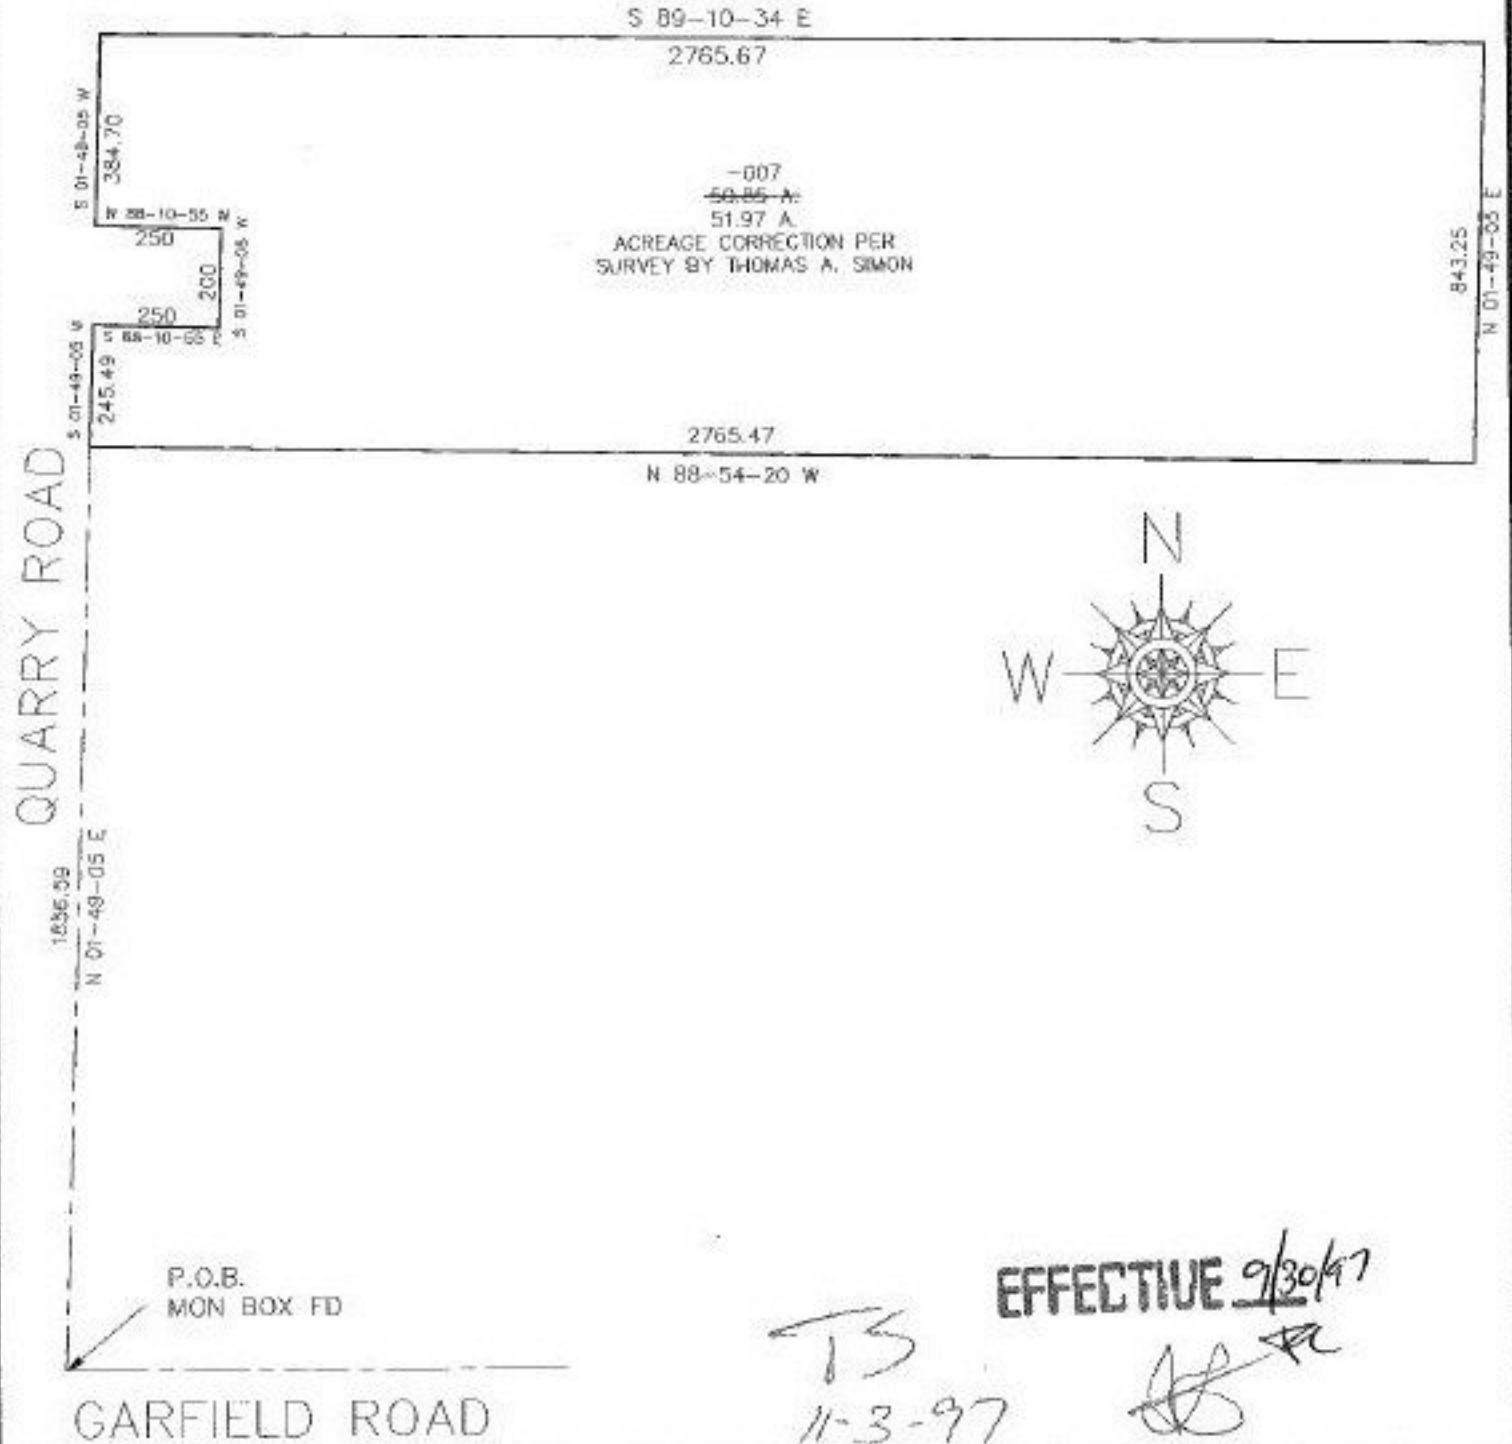 S 89-10-34 E
2765.67
S 01-49-05 W
384.70
N 88-10-55 W
250
200
S 01-49-05 W
250
S 88-10-55 E
S 01-49-05 W
245.49
-007
50.85 A.
51.97 A.
ACREAGE CORRECTION PER
SURVEY BY THOMAS A. SIMON
843.25
N 01-49-05 E
2765.47
N 88-54-20 W
QUARRY ROAD
N
W
E
S
N 01-49-05 E
P.O.B.
MON BOX FD
EFFECTIVE 9/30/97
TS
11-3-97
GARFIELD ROAD